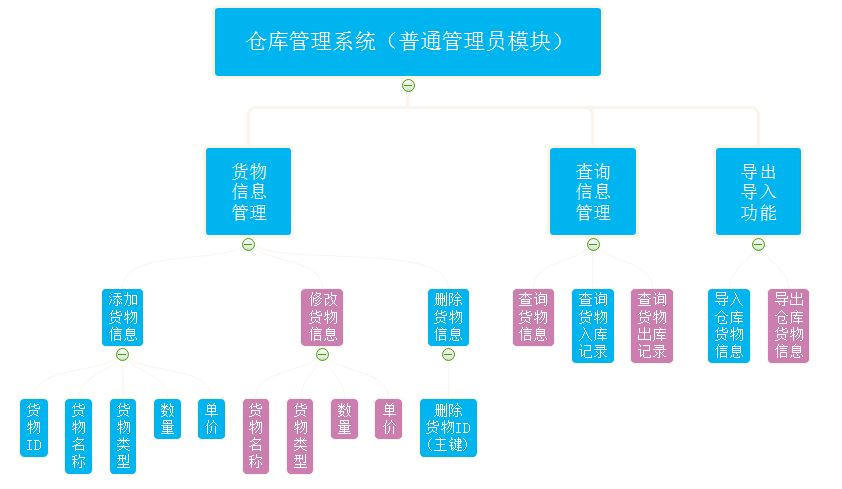 仓库管理系统（普通管理员模块）
货物
信息
管理
查询
信息
管理
导出
导入
功能
添加
货物
信息
修改
货物
信息
删除
货物
信息
查询
货物
信息
查询
货物
入库
记录
查询
货物
出库
记录
导入
仓库
货物
信息
导出
仓库
货物
信息
货
物
ID
货
物
名
称
货
物
类
型
数
量
单
价
货
物
名
称
货
物
类
型
数
量
单
价
删除
货物ID
（主键）